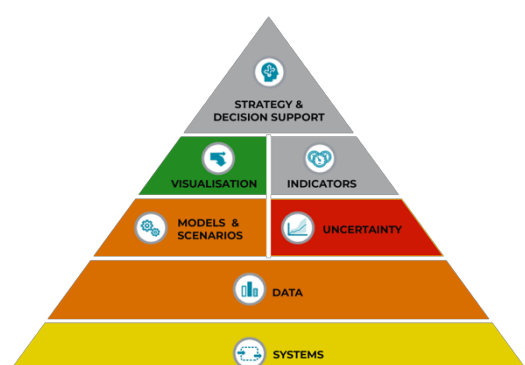 STRATEGY &
DECISION SUPPORT
VISUALISATION
INDICATORS
MODELS &
SCENARIOS
UNCERTAINTY
DATA
SYSTEMS